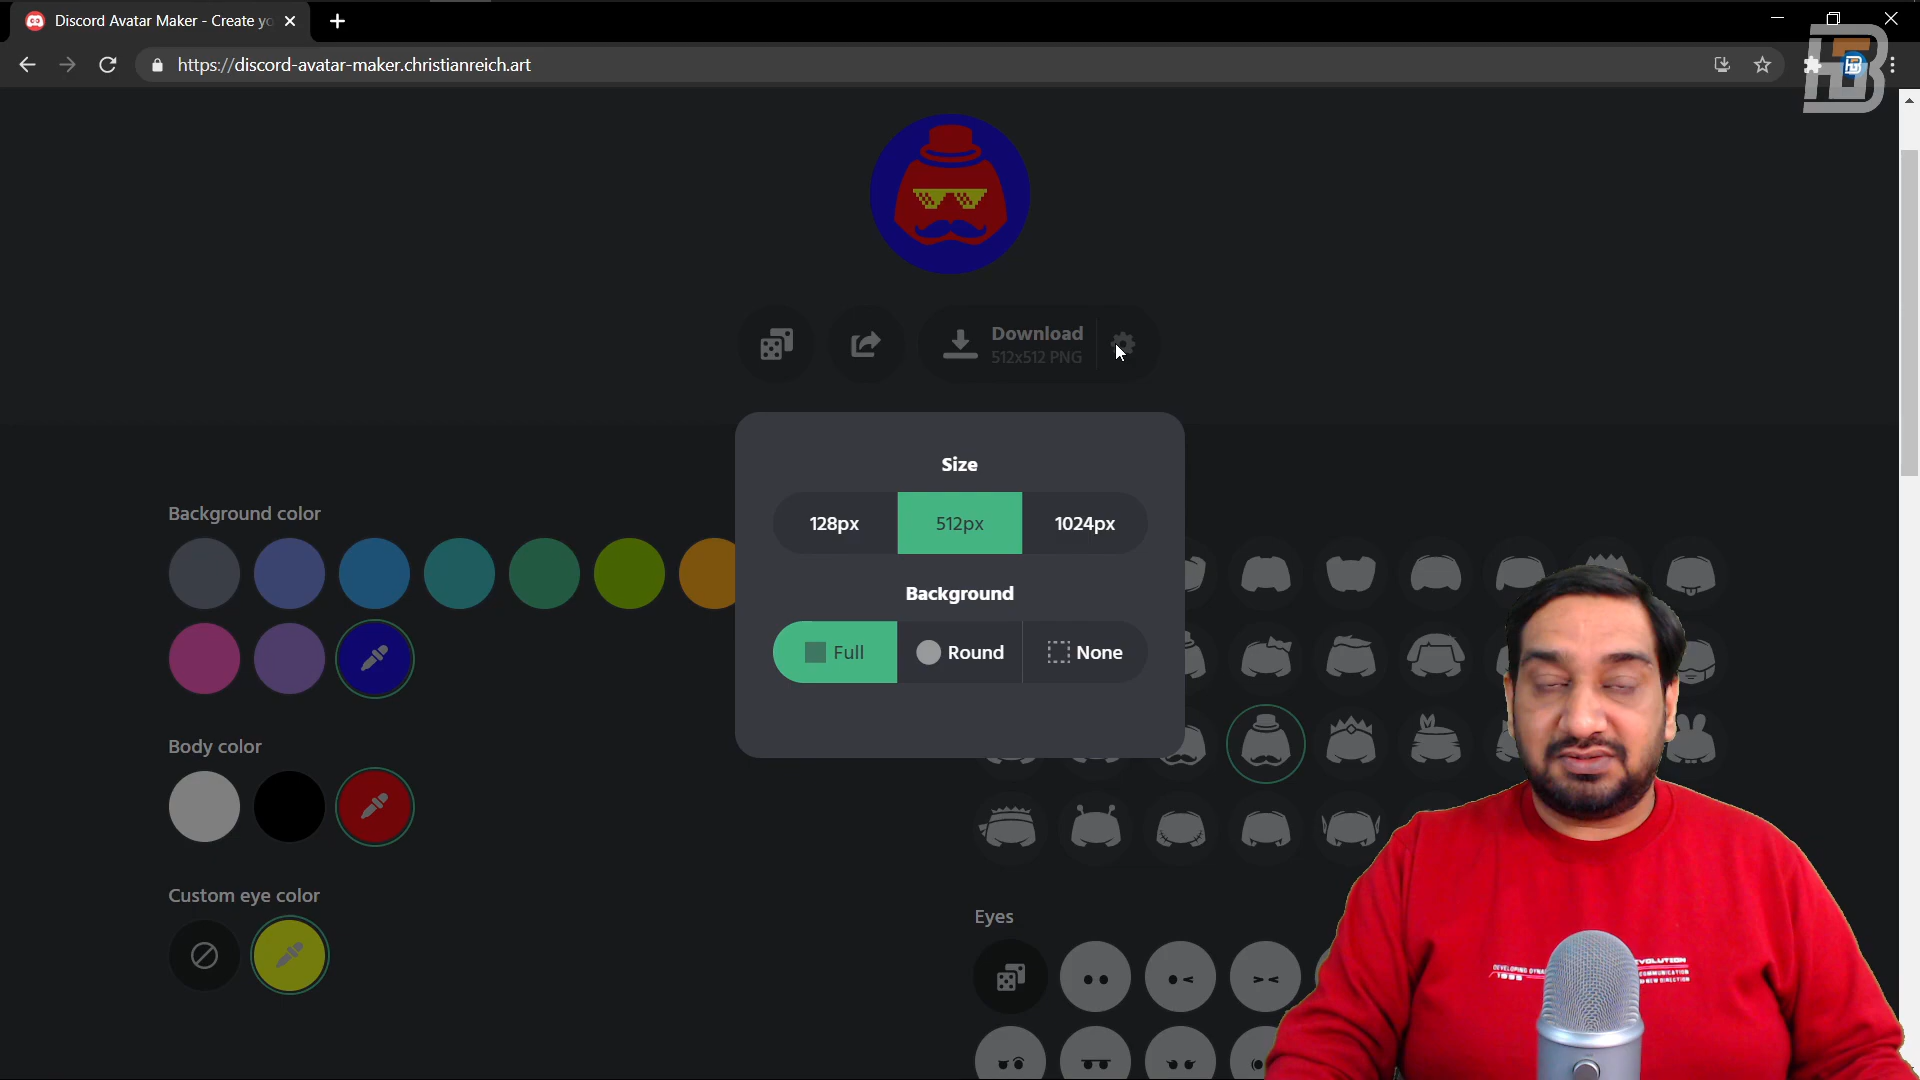 Discord Avatar Maker - Create yo
https://discord-avatar-maker.christianreich.art
Download
512x512 PNG
Size
128px
512px
1024px
Background
Full
Round
None
Background color
Body color
Custom eye color
Eyes